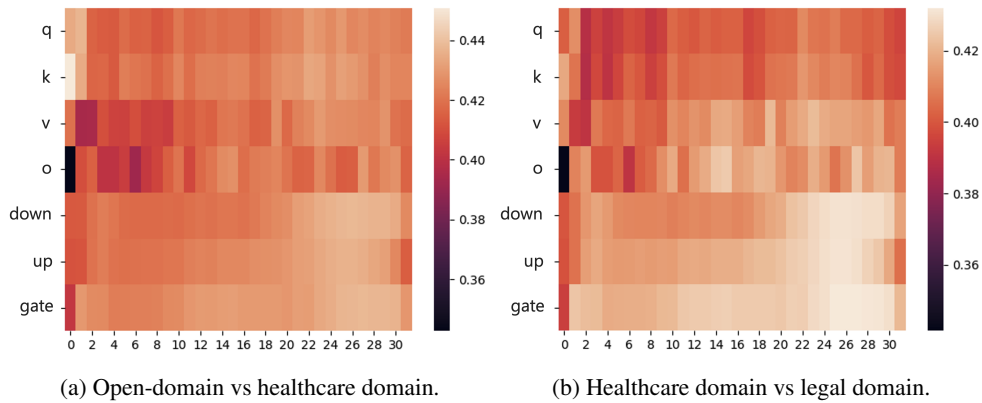 q
k
v
o
down
up
gate
0 2 4 6 8 10 12 14 16 18 20 22 24 26 28 30
0.44
0.42
0.40
0.38
0.36
(a) Open-domain vs healthcare domain.
q
k
v
o
down
up
gate
0 2 4 6 8 10 12 14 16 18 20 22 24 26 28 30
0.42
0.40
0.38
0.36
(b) Healthcare domain vs legal domain.